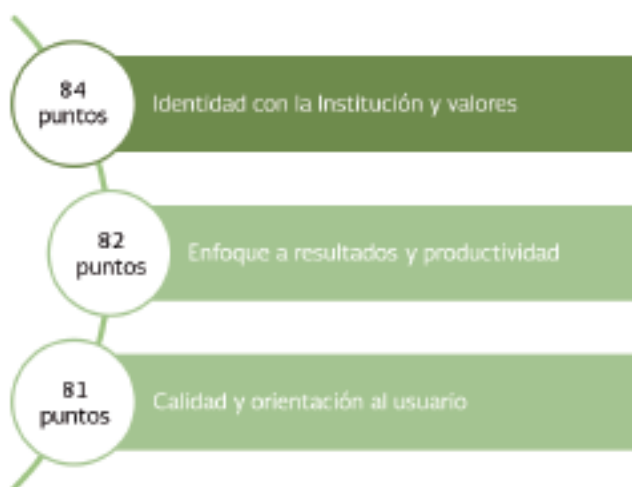 84
puntos
Identidad con la Institución y valores
82
puntos
Enfoque a resultados y productividad
81
puntos
Calidad y orientación al usuario